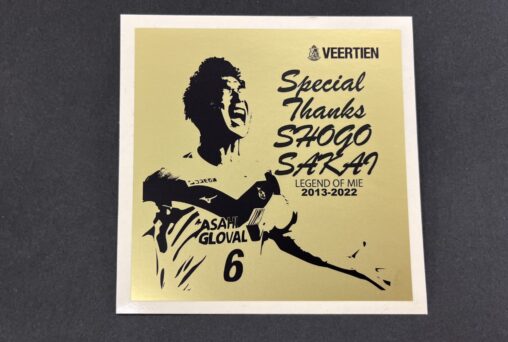 VEERTIEN
Special
Thanks
SHOGO
SAKAI
LEGEND OF MIE
2013-2022
ASAHI
GLOVAL
6